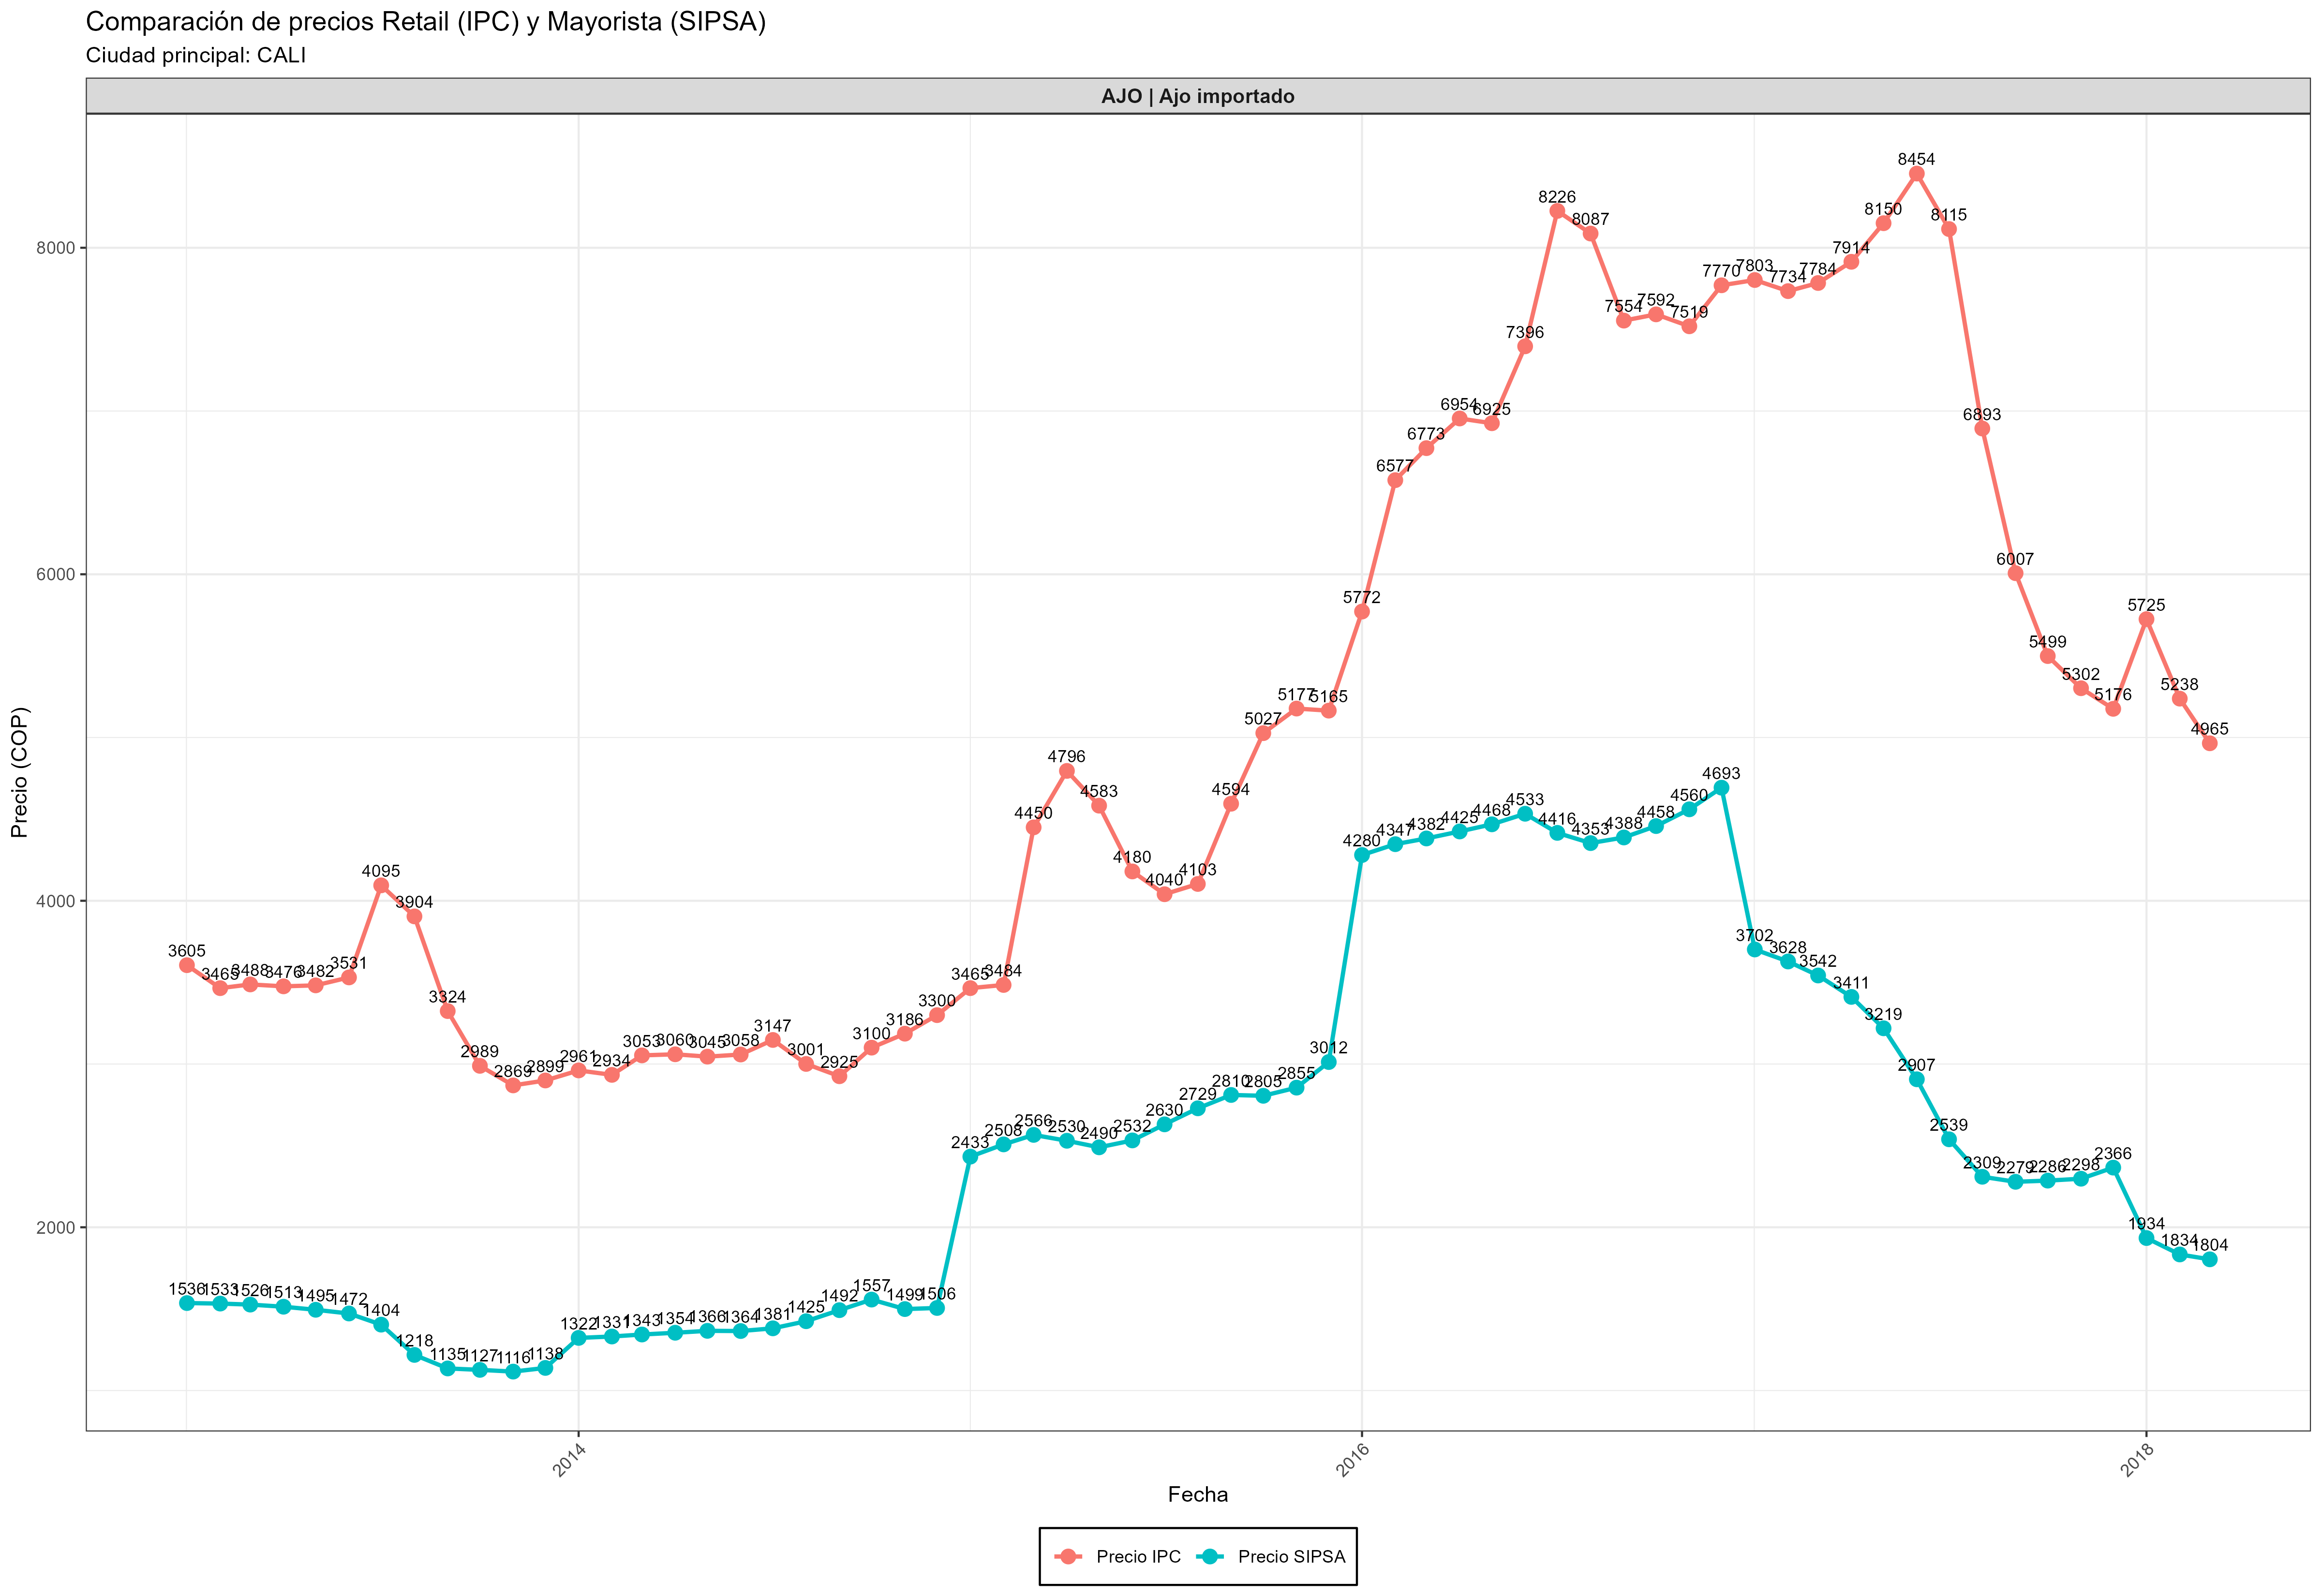 Comparación de precios Retail (IPC) y Mayorista (SIPSA)
Ciudad principal: CALI
AJO | Ajo importado
Precio (COP)
8000
6000
4000
2000
3605 3465 3488 3476 3482 3531 4095 3904 3324 2989 2869 2899 2961 2934 3053 3060 3045 3058 3147 3001 2925 3100 3186 3300 3465 3484 4450 4796 4583 4180 4040 4103 4594 5027 5177 5165 5772 6577 6773 6954 6925 7396 8226 8087 7554 7592 7519 7770 7803 7734 7784 7914 8150 8454 8115 6893 6007 5499 5302 5176 5725 5238 4965
1536 1533 1526 1513 1495 1472 1404 1218 1135 1127 1116 1138 1322 1331 1343 1354 1366 1364 1381 1425 1492 1557 1499 1506 2433 2508 2566 2530 2490 2532 2630 2729 2810 2805 2855 3012 4280 4347 4382 4425 4468 4533 4416 4353 4388 4458 4560 4693 3702 3628 3542 3411 3219 2907 2539 2309 2279 2286 2298 2366 1934 1834 1804
2014 2016 2018
Fecha
Precio IPC Precio SIPSA